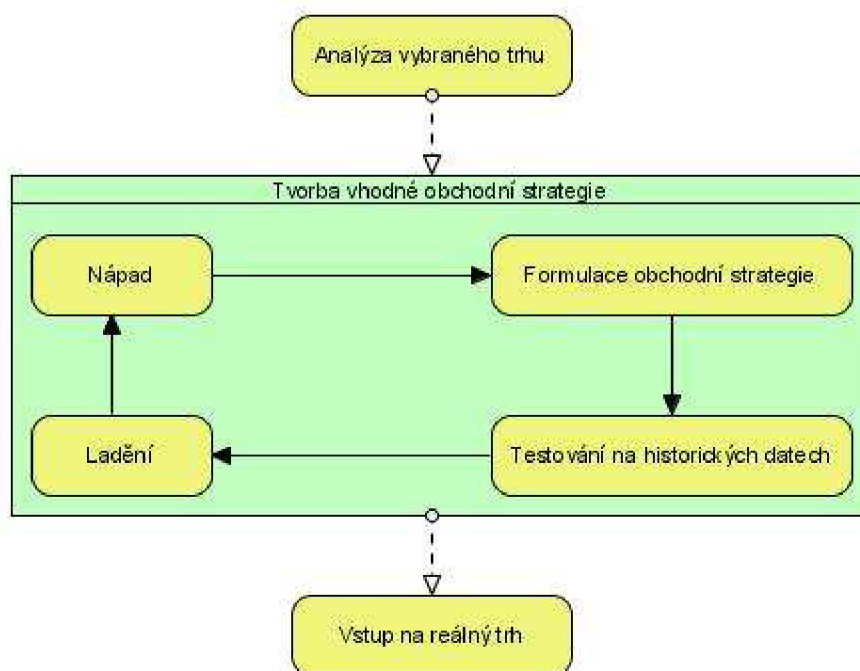 Analýza vybraného trhu
Tvorba vhodné obchodní strategie
Nápad
Formulace obchodní strategie
Ladění
Testování na historických datech
Vstup na reálný trh